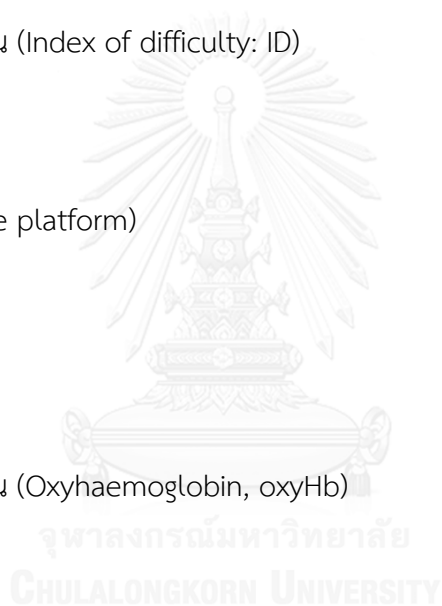 น (Index of difficulty: ID)
e platform)
น (Oxyhaemoglobin, oxyHb)
จุฬาลงกรณ์มหาวิทยาลัย
CHULALONGKORN UNIVERSITY